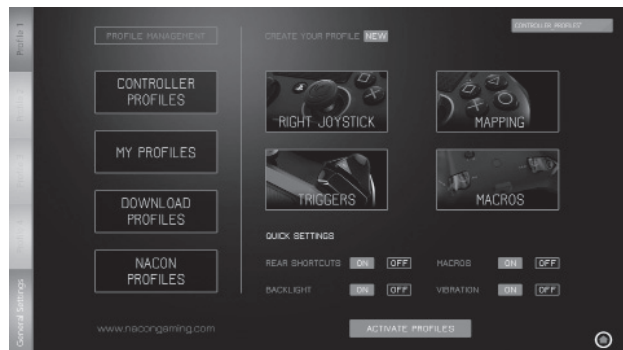 Profile 1
General Settings
PROFILE MANAGEMENT
CONTROLLER
PROFILES
MY PROFILES
DOWNLOAD
PROFILES
NACON
PROFILES
www.nacongaming.com
CREATE YOUR PROFILE NEW
CONTROLLER PROFILES
RIGHT JOYSTICK
MAPPING
TRIGGERS
MACROS
QUICK SETTINGS
REAR SHORTCUTS ON OFF
MACROS ON OFF
BACKLIGHT ON OFF
VIBRATION ON OFF
ACTIVATE PROFILES